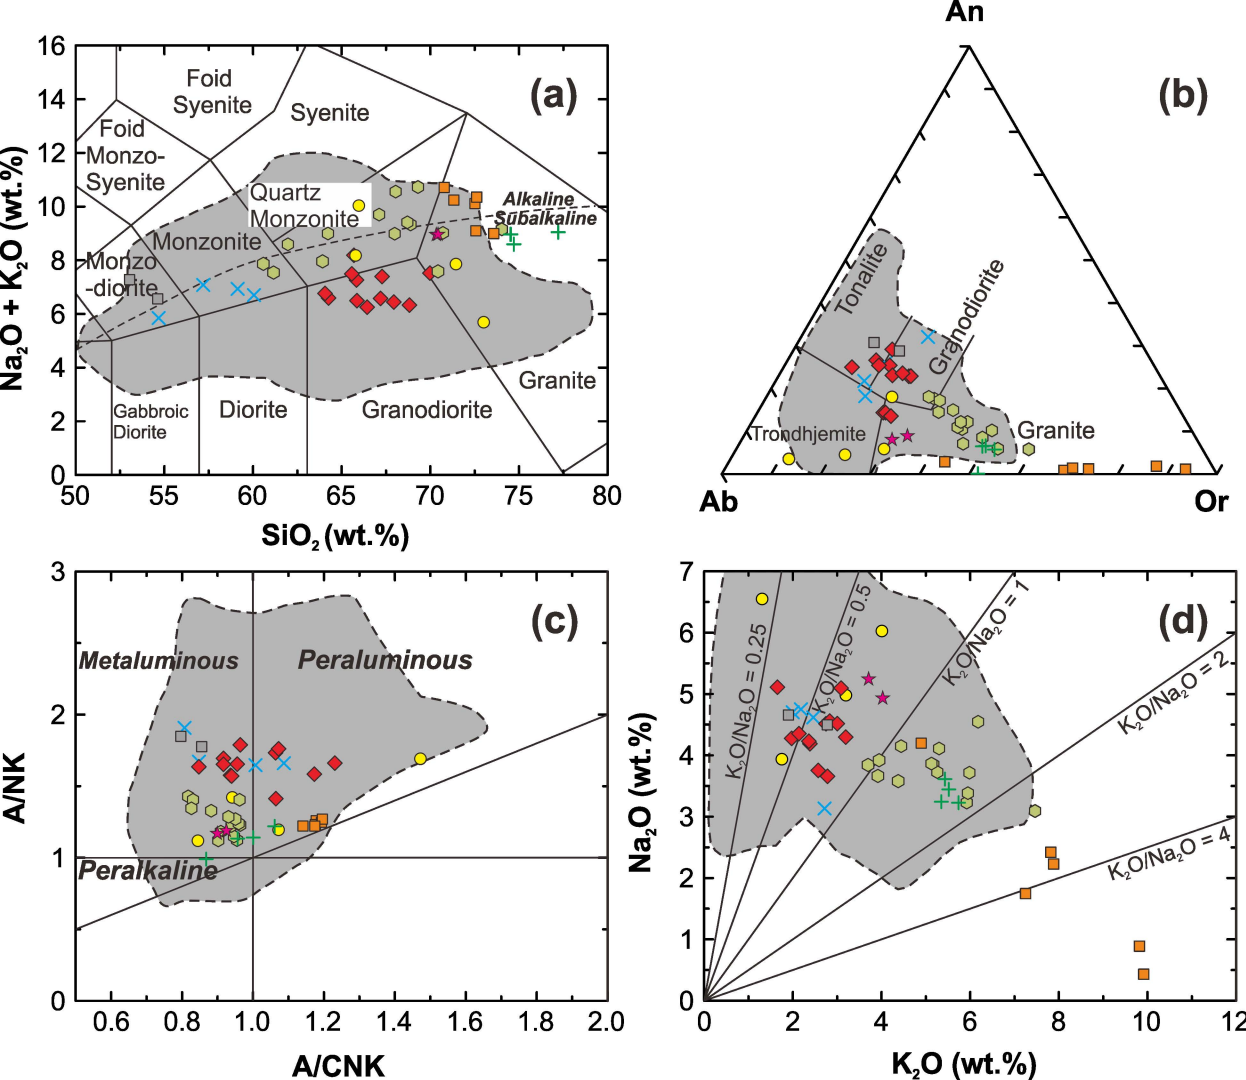 (a)
16
14
12
10
8
6
4
2
0
Na₂O + K₂O (wt.%)
Foid
Syenite
Syenite
Foid
Monzo-
Syenite
Quartz
Monzonite
Alkaline
Subalkaline
Monzonite
Monzo
-diorite
Granite
Gabbroic
Diorite
Diorite
Granodiorite
50
55
60
65
70
75
80
SiO₂ (wt.%)
An
(b)
Tonalite
Granodiorite
Trondhjemite
Granite
Ab
Or
(c)
3
2
1
0
A/NK
Metaluminous
Peraluminous
Peralkaline
0.6
0.8
1.0
1.2
1.4
1.6
1.8
2.0
A/CNK
(d)
7
6
5
4
3
2
1
0
Na₂O (wt.%)
K₂O/Na₂O = 0.25
K₂O/Na₂O = 0.5
K₂O/Na₂O = 1
K₂O/Na₂O = 2
K₂O/Na₂O = 4
0
2
4
6
8
10
12
K₂O (wt.%)